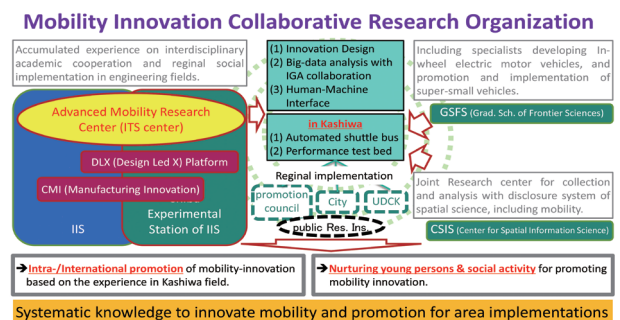 Mobility Innovation Collaborative Research Organization
Accumulated experience on interdisciplinary
academic cooperation and reginal social
implementation in engineering fields.
Advanced Mobility Research
Center (ITS center)
DLX (Design Led X) Platform
CMI (Manufacturing Innovation)
Experimental
IIS
Station of IIS
(1) Innovation Design
(2) Big-data analysis with
IGA collaboration
(3) Human-Machine
Interface
in Kashiwa
(1) Automated shuttle bus
(2) Performance test bed
Reginal implementation
promotion
council
City
UDCK
public Res. Ins.
Including specialists developing In-
wheel electric motor vehicles, and
promotion and implementation of
super-small vehicles.
GSFS (Grad. Sch. of Frontier Sciences)
Joint Research center for collection
and analysis with disclosure system of
spatial science, including mobility.
CSIS (Center for Spatial Information Science)
➔Intra-/International promotion of mobility-innovation
based on the experience in Kashiwa field.
➔Nurturing young persons & social activity for promoting
mobility innovation.
Systematic knowledge to innovate mobility and promotion for area implementations